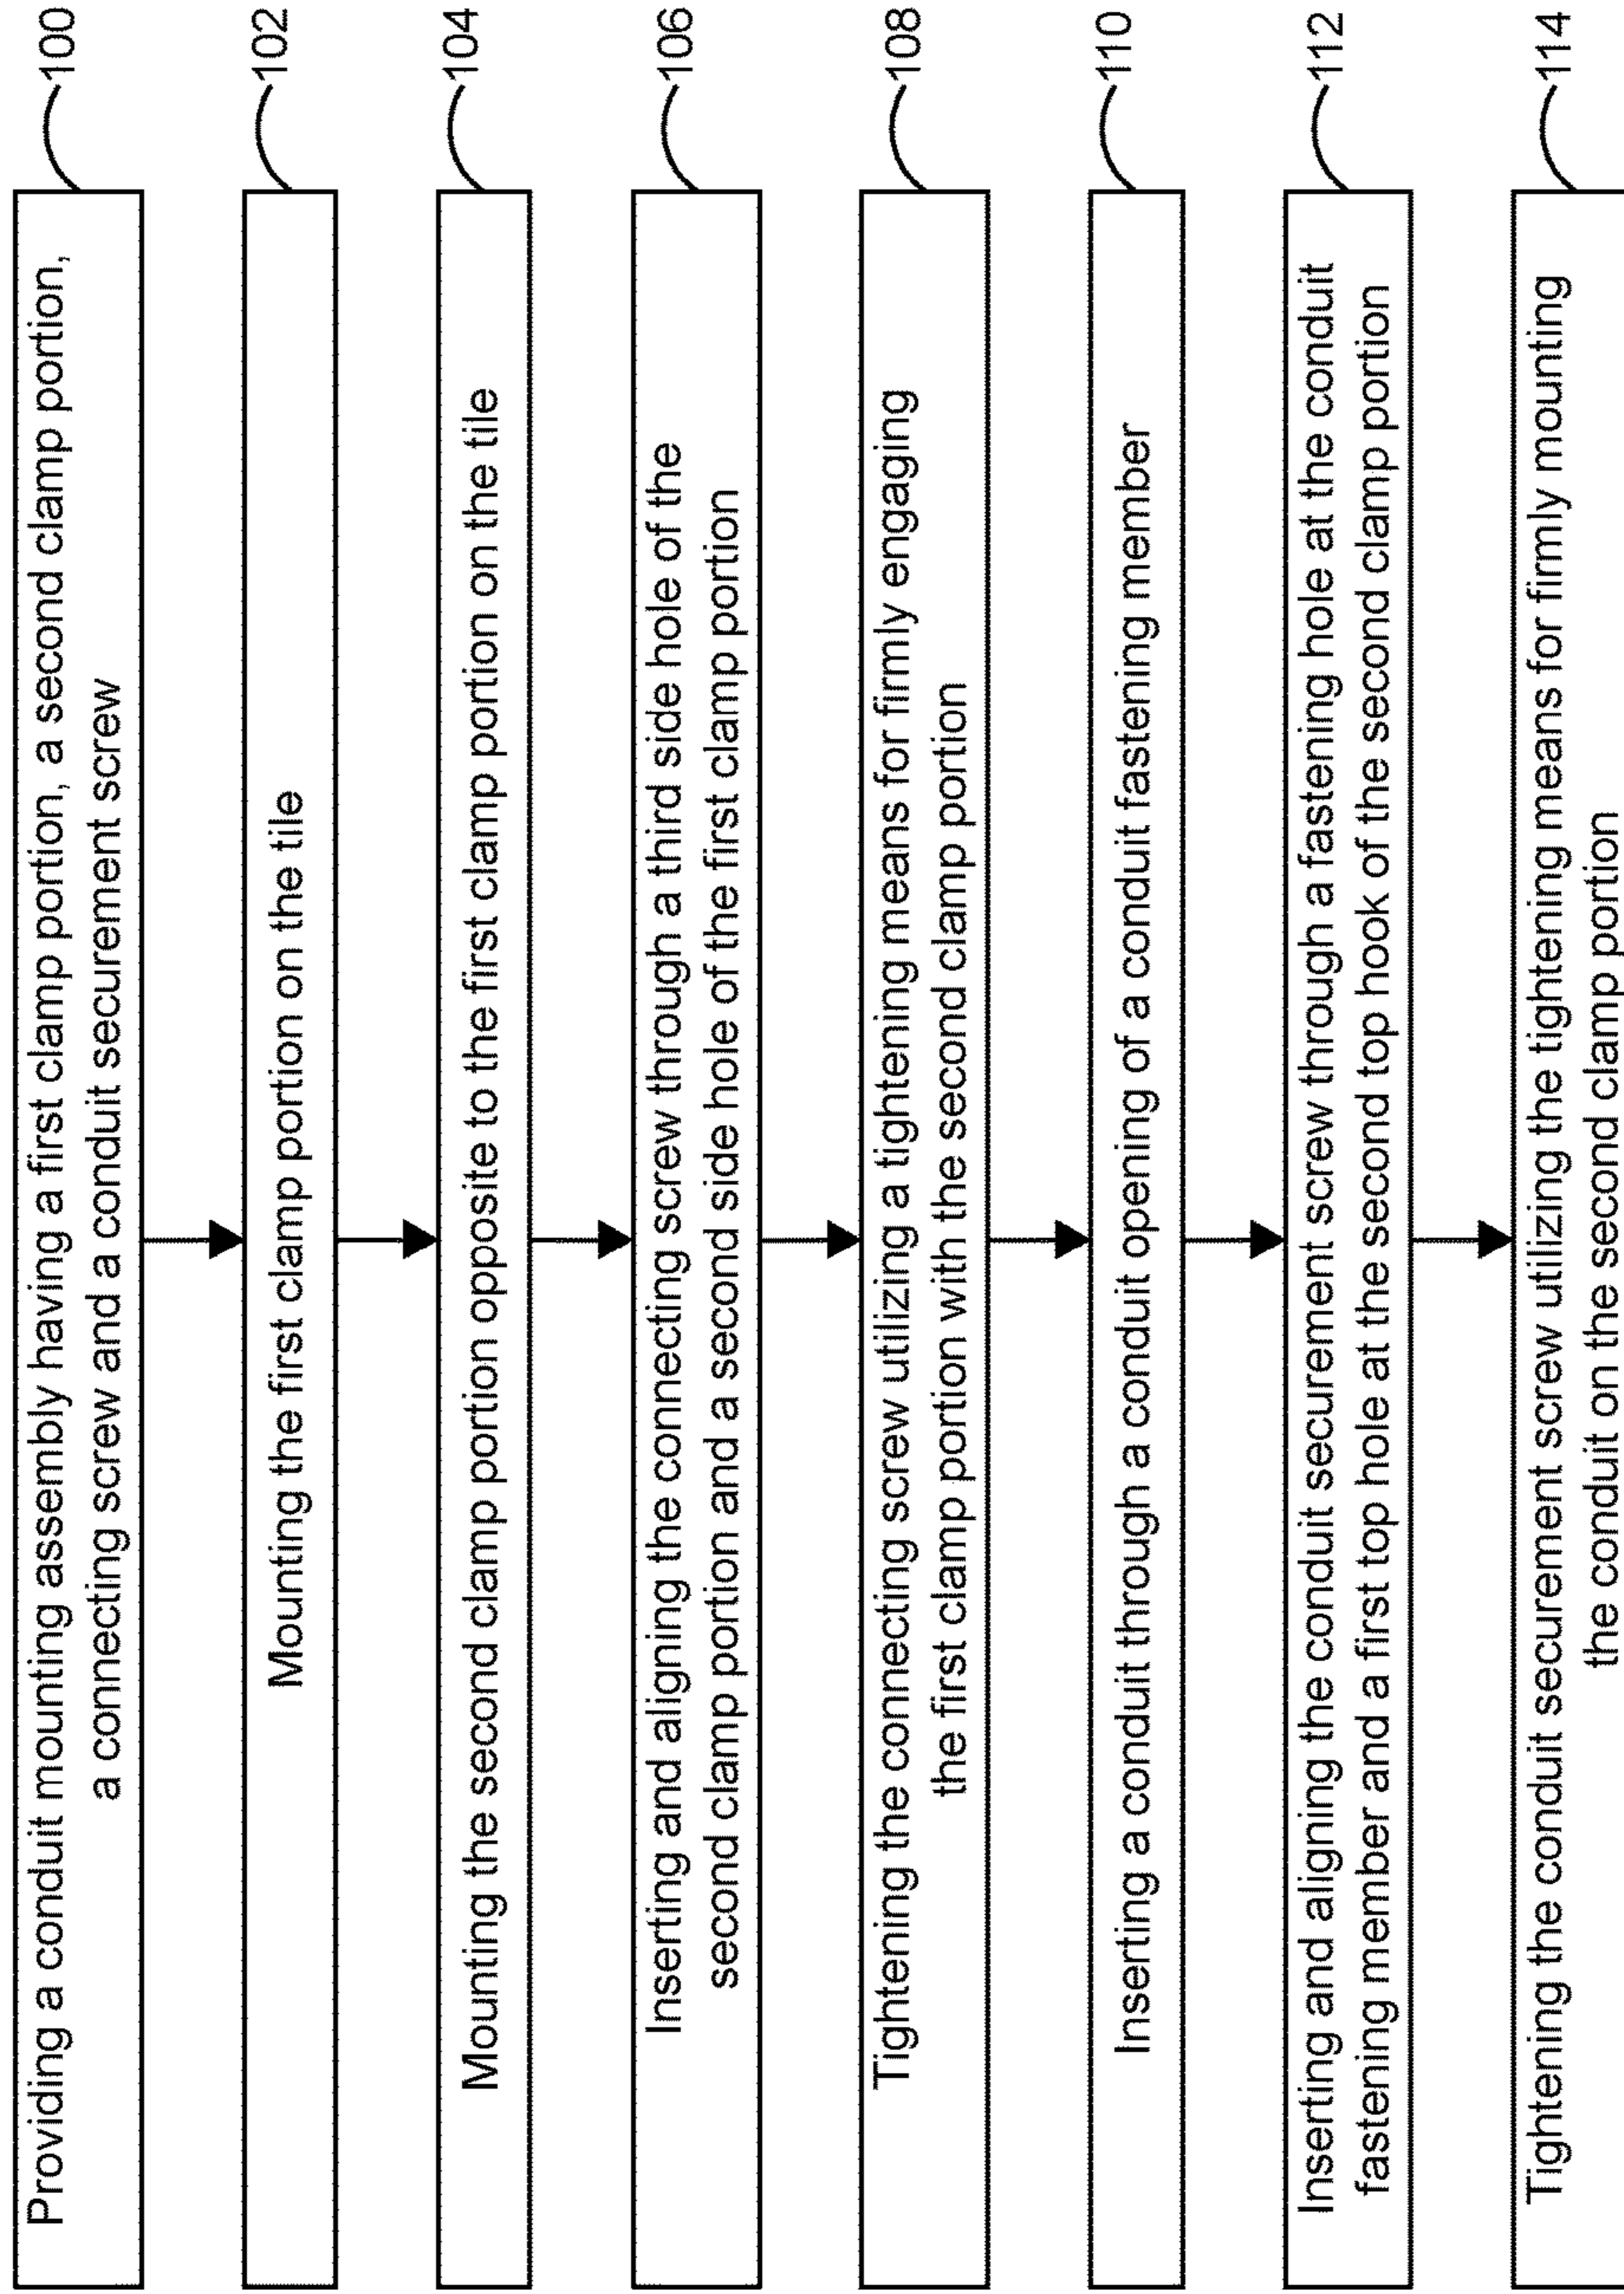 Providing a conduit mounting assembly having a first clamp portion, a second clamp portion,
a connecting screw and a conduit securement screw
100
Mounting the first clamp portion on the tile
102
Mounting the second clamp portion opposite to the first clamp portion on the tile
104
Inserting and aligning the connecting screw through a third side hole of the
second clamp portion and a second side hole of the first clamp portion
106
Tightening the connecting screw utilizing a tightening means for firmly engaging
the first clamp portion with the second clamp portion
108
Inserting a conduit through a conduit opening of a conduit fastening member
110
Inserting and aligning the conduit securement screw through a fastening hole at the conduit
fastening member and a first top hole at the second top hook of the second clamp portion
112
Tightening the conduit securement screw utilizing the tightening means for firmly mounting
the conduit on the second clamp portion
114